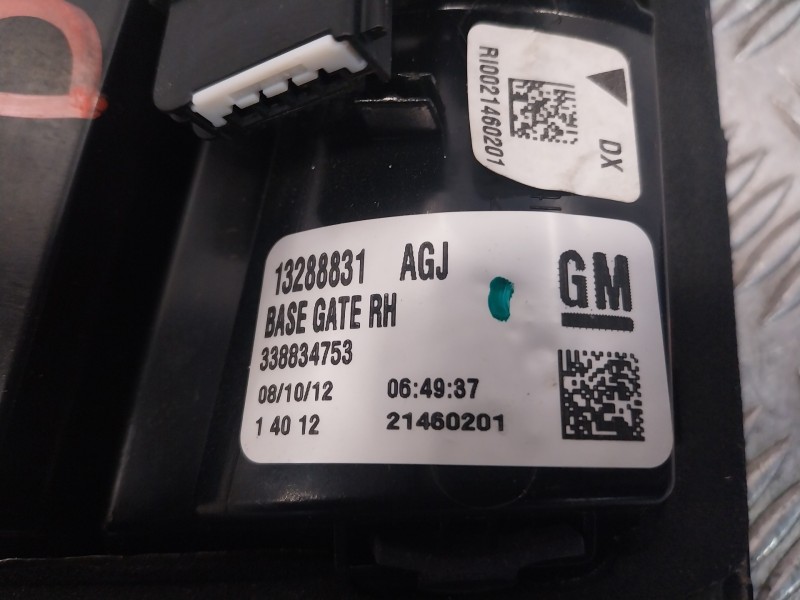 RI0021460201
DX
13288831 AGJ
GM
BASE GATE RH
338834753
08/10/12 06:49:37
1 40 12 21460201